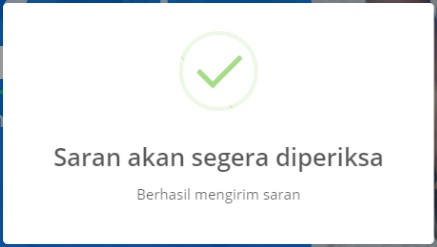 Saran akan segera diperiksa
Berhasil mengirim saran